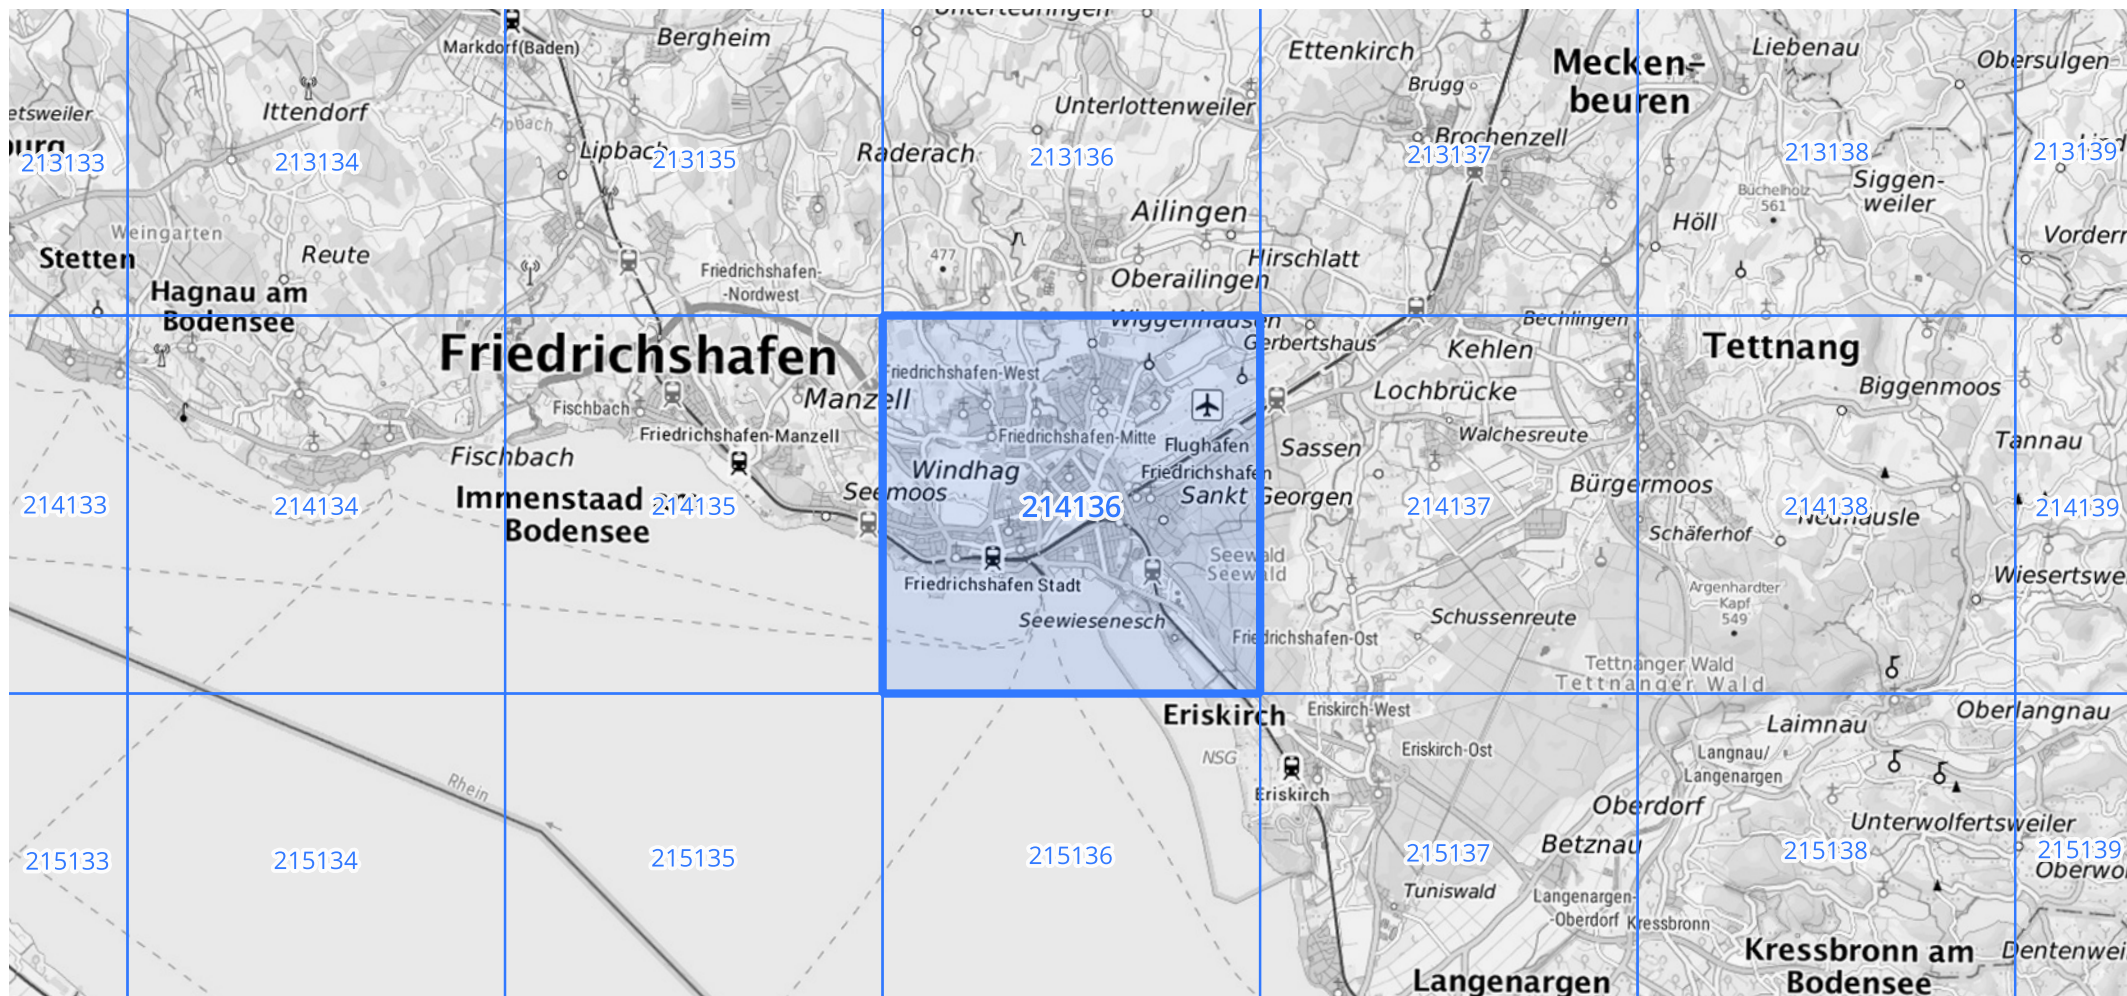 Markdorf(Baden)
Bergheim
Ettenkirch
Mecken-
beuren
Liebenau
Obersulgen
Brugg
Ittendorf
Unterlottenweiler
Lipbach
Brochenzell
Lipbach
Raderach
213133
213134
213135
213136
213137
213138
213139
Büchelholz
561
Siggen-
weiler
Ailingen
Höll
Weingarten
Stetten
Reute
477
Hirschlatt
Friedrichshafen-
-Nordwest
Oberailingen
Hagnau am
Bodensee
Wiggenhausen
Bechlingen
Friedrichshafen
Gerbertshaus
Kehlen
Tettnang
Friedrichshafen-West
Biggenmoos
Manzell
Lochbrücke
Fischbach
Friedrichshafen-Manzell
Friedrichshafen-Mitte
Flughafen
Friedrichshafen
Sassen
Walchesreute
Tannau
Fischbach
Windhag
Bürgermoos
Immenstaad
Bodensee
Seemoos
Sankt Georgen
214133
214134
214135
214136
214137
214138
214139
Neuhäusle
Schäferhof
Seewald
Seewald
Friedrichshafen Stadt
Argenhardter
Kapf
549
Seewiesenesch
Schussenreute
Friedrichshafen-Ost
Tettnanger Wald
Tettnanger Wald
Eriskirch
Eriskirch-West
Oberlangnau
Laimnau
Eriskirch-Ost
Langnau/
Langenargen
NSG
Rhein
Eriskirch
Oberdorf
Unterwolfertsweiler
Betznau
215133
215134
215135
215136
215137
215138
215139
Tuniswald
Langenargen-
-Oberdorf
Kressbronn
Kressbronn am
Bodensee
Langenargen